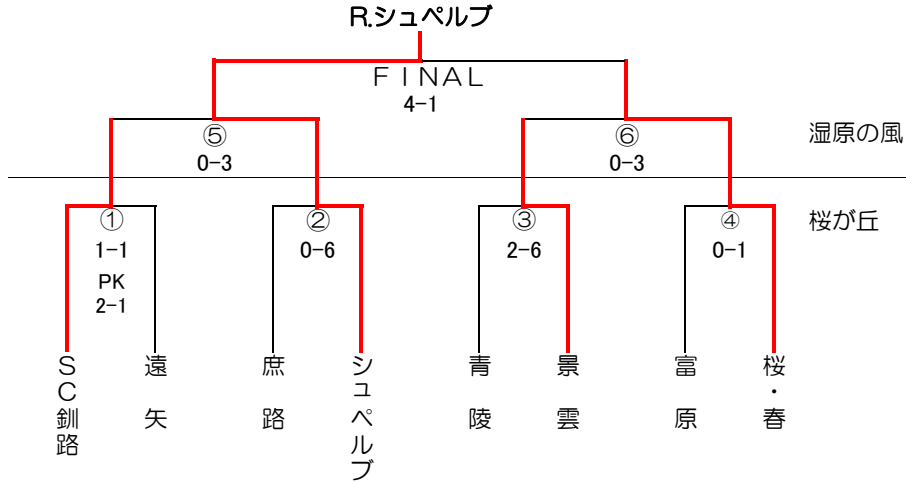 R.シュペルブ
ＦＩＮＡＬ
4-1
⑤
0-3
⑥
0-3
湿原の風
①
1-1
PK
2-1
②
0-6
③
2-6
④
0-1
桜が丘
ＳＣ釧路
遠矢
庶路
シュペルブ
青陵
景雲
富原
桜・春